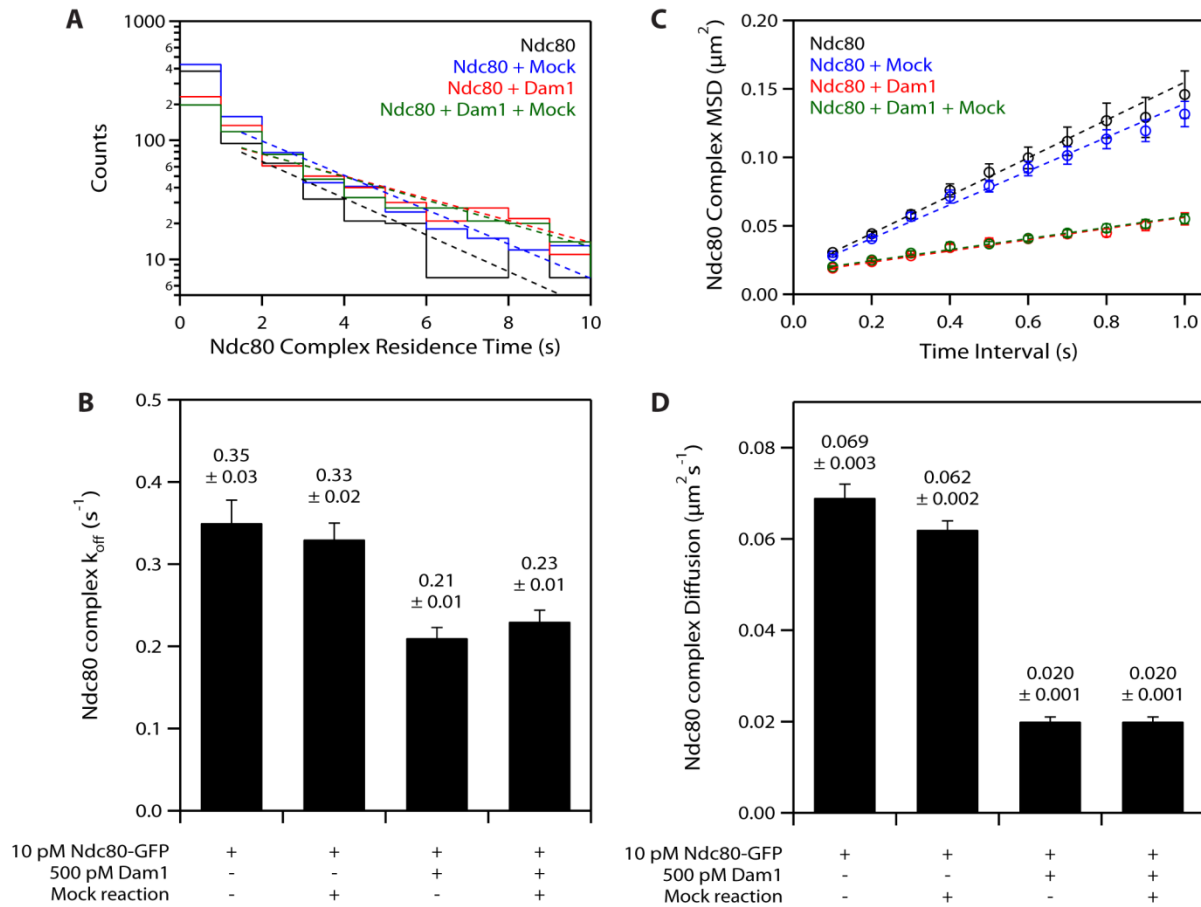 A
1000
6
4
2
100
6
4
2
10
6
Counts
Ndc80
Ndc80 + Mock
Ndc80 + Dam1
Ndc80 + Dam1 + Mock
0
2
4
6
8
10
Ndc80 Complex Residence Time (s)
C
0.20
0.15
0.10
0.05
0.00
Ndc80 Complex MSD (µm²)
Ndc80
Ndc80 + Mock
Ndc80 + Dam1
Ndc80 + Dam1 + Mock
0.0
0.2
0.4
0.6
0.8
1.0
Time Interval (s)
B
0.5
0.4
0.3
0.2
0.1
0.0
Ndc80 complex k_off (s⁻¹)
0.35
± 0.03
0.33
± 0.02
0.21
± 0.01
0.23
± 0.01
10 pM Ndc80-GFP + + + +
500 pM Dam1 - - + +
Mock reaction - + - +
D
0.08
0.06
0.04
0.02
0.00
Ndc80 complex Diffusion (µm² s⁻¹)
0.069
± 0.003
0.062
± 0.002
0.020
± 0.001
0.020
± 0.001
10 pM Ndc80-GFP + + + +
500 pM Dam1 - - + +
Mock reaction - + - +